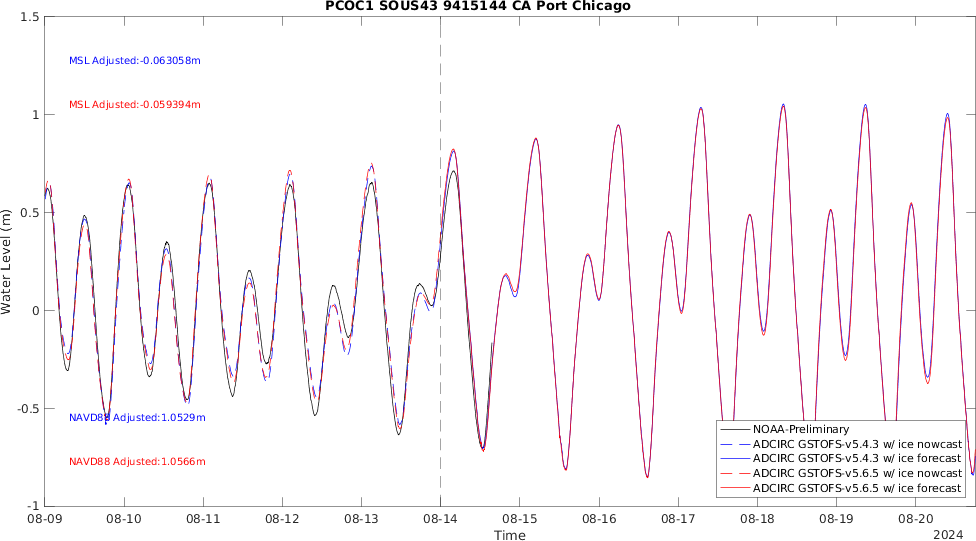 PCOC1 SOUS43 9415144 CA Port Chicago
1.5
MSL Adjusted:-0.063058m
MSL Adjusted:-0.059394m
1
0.5
Water Level (m)
0
-0.5
NAVD88 Adjusted:1.0529m
NAVD88 Adjusted:1.0566m
NOAA-Preliminary
ADCIRC GSTOFS-v5.4.3 w/ ice nowcast
ADCIRC GSTOFS-v5.4.3 w/ ice forecast
ADCIRC GSTOFS-v5.6.5 w/ ice nowcast
ADCIRC GSTOFS-v5.6.5 w/ ice forecast
-1
08-09 08-10 08-11 08-12 08-13 08-14 08-15 08-16 08-17 08-18 08-19 08-20
Time
2024